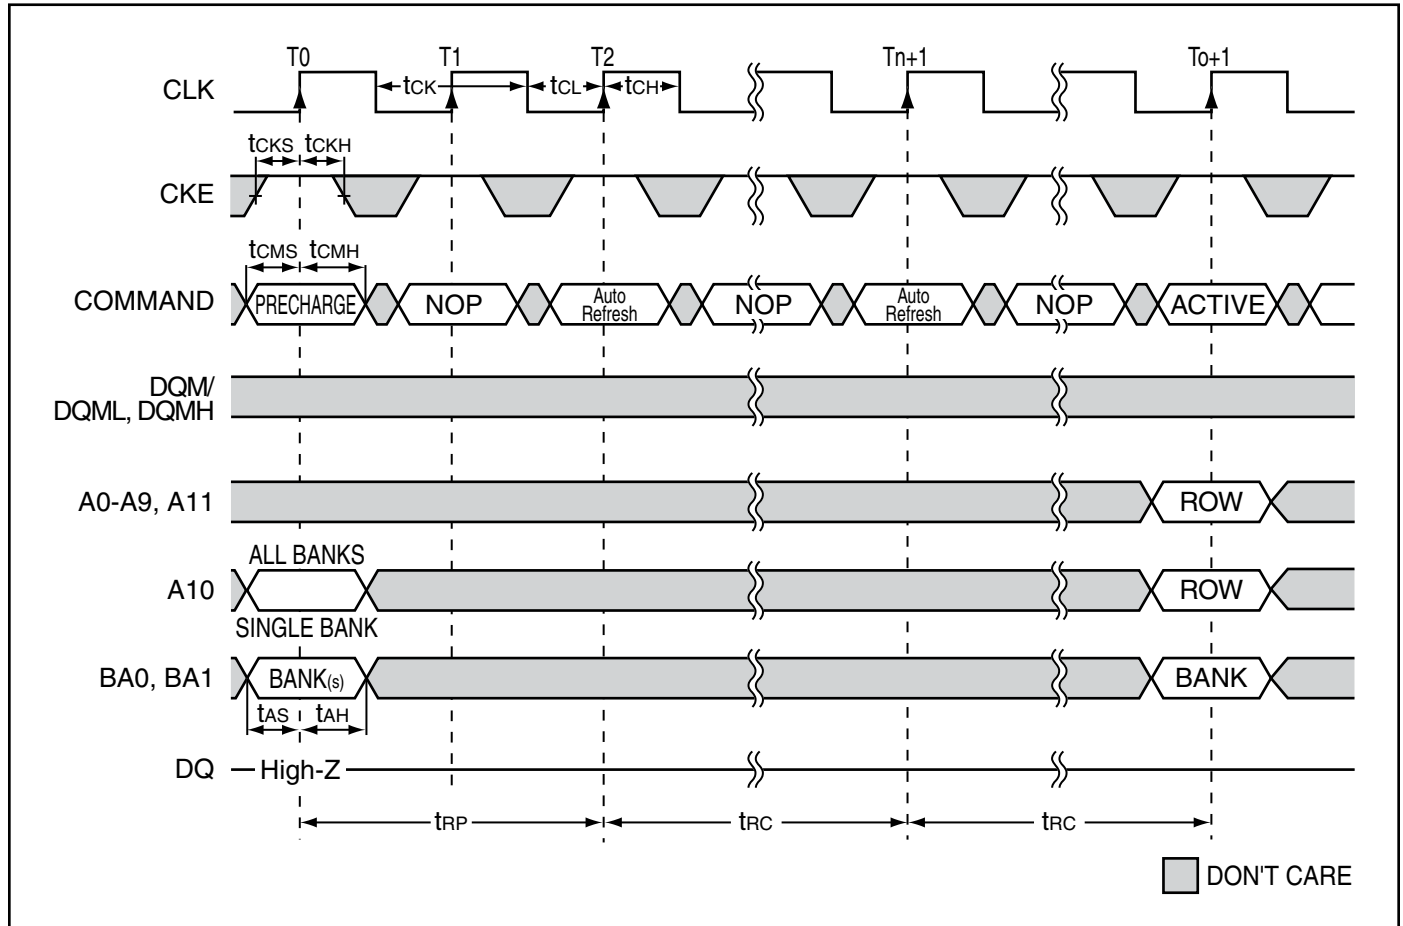 T0 T1 T2 Tn+1 To+1
CLK tCK tCL tCH
tCKS tCKH
CKE
tCMS tCMH
COMMAND PRECHARGE NOP Auto Refresh NOP Auto Refresh NOP ACTIVE
DQM/
DQML, DQMH
A0-A9, A11 ROW
ALL BANKS
A10 ROW
SINGLE BANK
BA0, BA1 BANK(s) BANK
tAS tAH
DQ High-Z
tRP tRC tRC
DON'T CARE